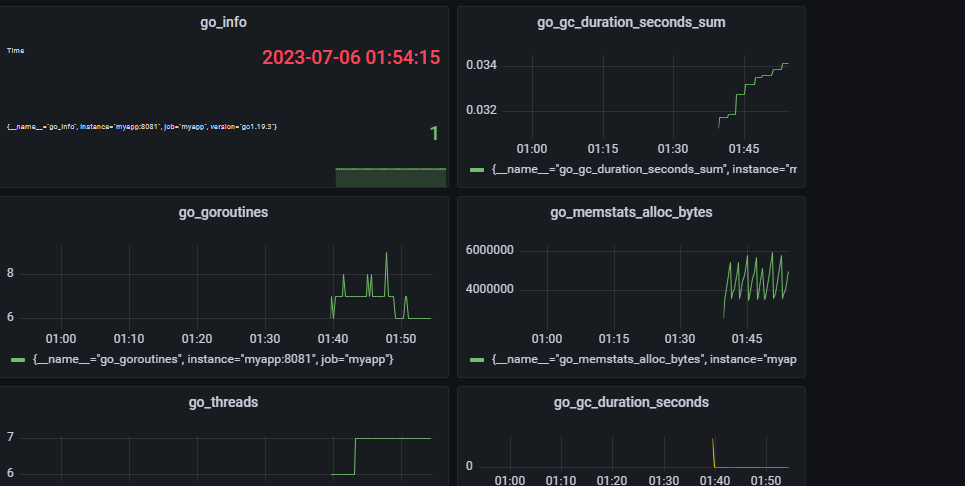 go_info
Time
2023-07-06 01:54:15
{__name__="go_info", instance="myapp:8081", job="myapp", version="go1.19.3"}
1
go_gc_duration_seconds_sum
0.034
0.032
01:00 01:15 01:30 01:45
{__name__="go_gc_duration_seconds_sum", instance="m
go_goroutines
8
6
01:00 01:10 01:20 01:30 01:40 01:50
{__name__="go_goroutines", instance="myapp:8081", job="myapp"}
go_memstats_alloc_bytes
6000000
4000000
01:00 01:15 01:30 01:45
{__name__="go_memstats_alloc_bytes", instance="myap
go_threads
7
6
go_gc_duration_seconds
0
01:00 01:10 01:20 01:30 01:40 01:50